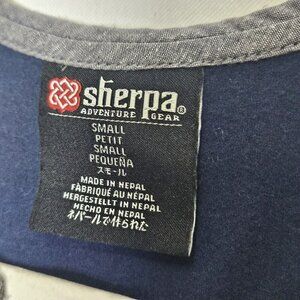 sherpa®
ADVENTURE GEAR
SMALL
PETIT
SMALL
PEQUEÑA
スモール
MADE IN NEPAL
FABRIQUÉ AU NÉPAL
HERGESTELLT IN NEPAL
HECHO EN NEPAL
ネパールで作られた